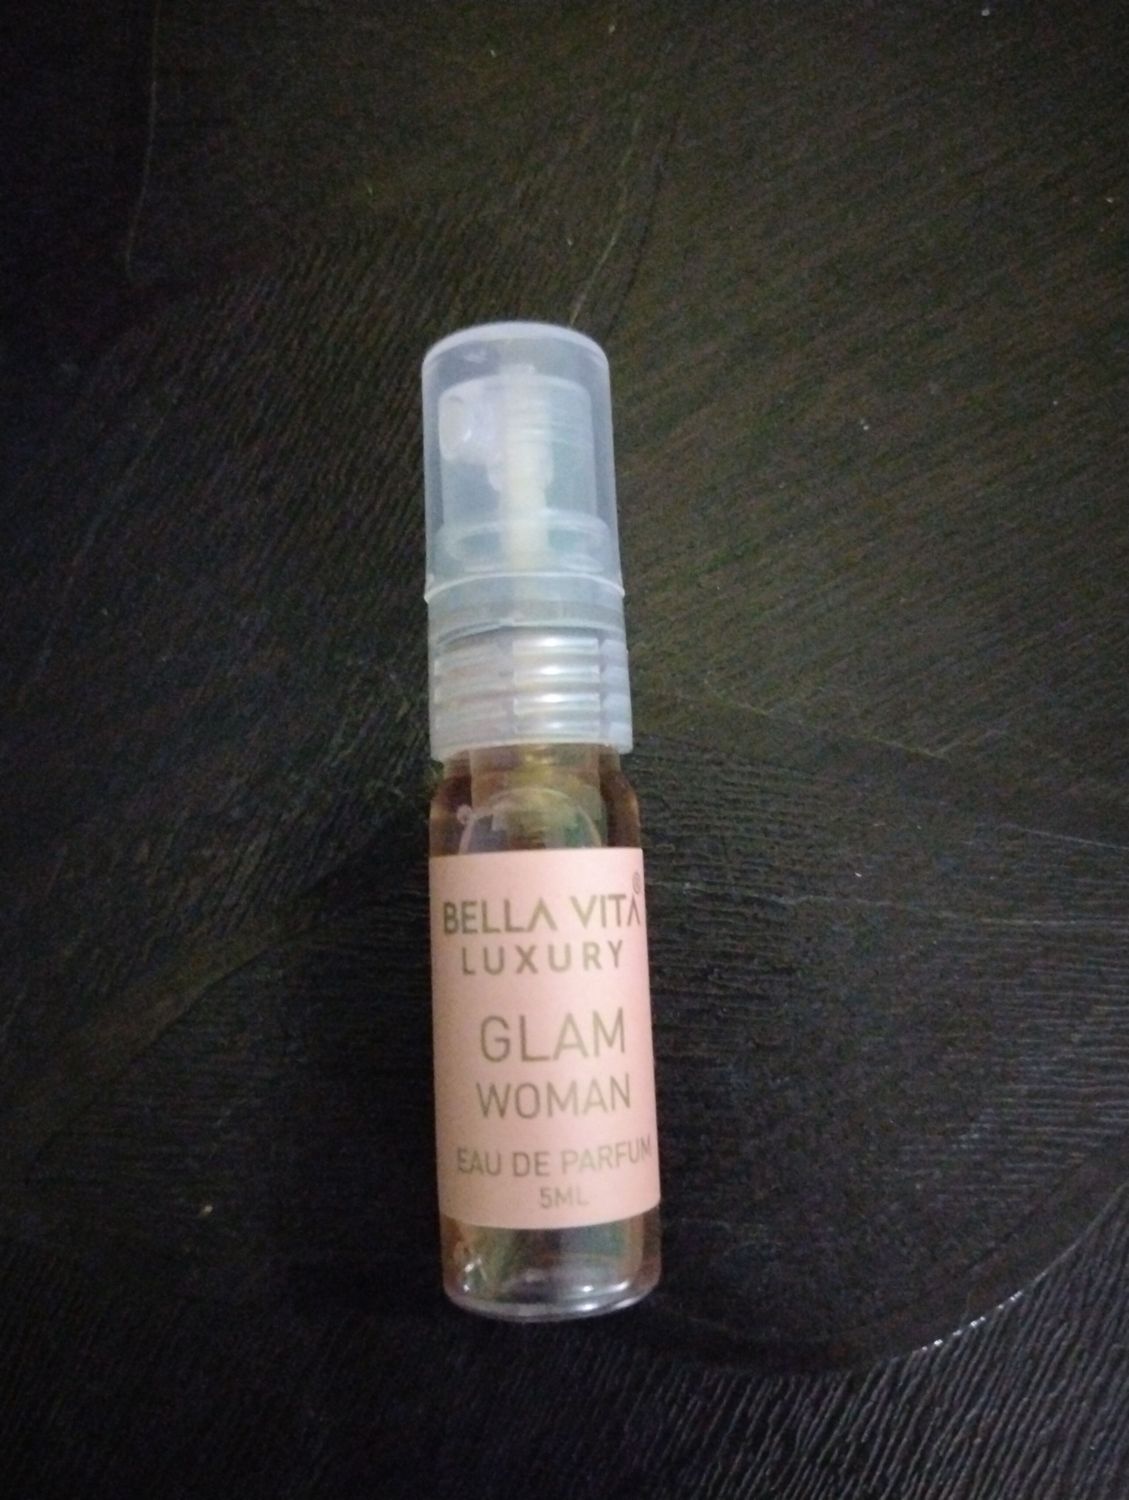 BELLA VITA®
LUXURY
GLAM
WOMAN
EAU DE PARFUM
5ML